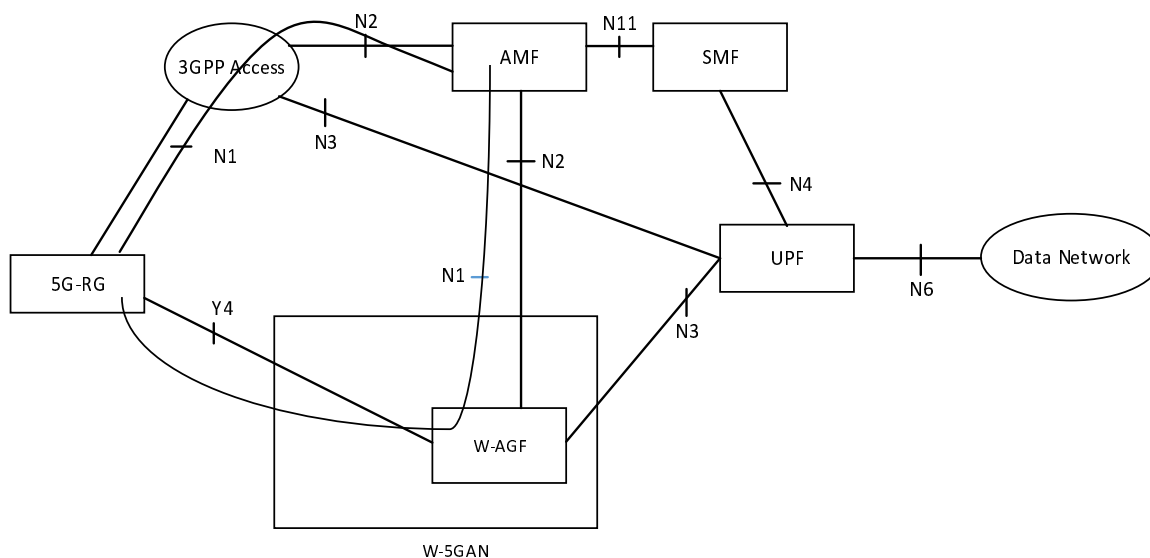 N2
N11
3GPP Access
AMF
SMF
N3
N1
N2
N4
5G-RG
N1
UPF
Data Network
N6
Y4
N3
W-AGF
W-5GAN